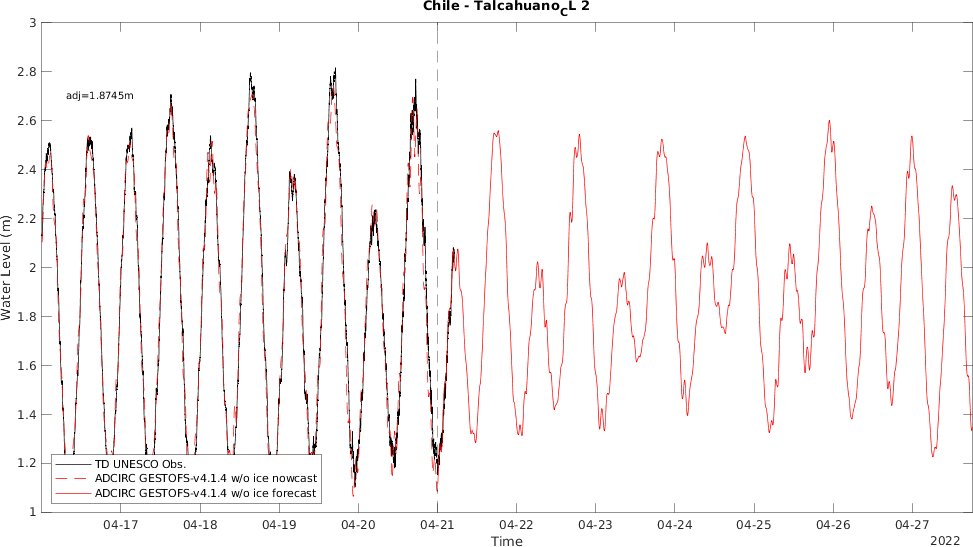 Chile - Talcahuano_CL 2
3
2.8
adj=1.8745m
2.6
2.4
2.2
2
1.8
1.6
1.4
1.2
1
Water Level (m)
TD UNESCO Obs.
ADCIRC GESTOFS-v4.1.4 w/o ice nowcast
ADCIRC GESTOFS-v4.1.4 w/o ice forecast
04-17 04-18 04-19 04-20 04-21 04-22 04-23 04-24 04-25 04-26 04-27
Time
2022